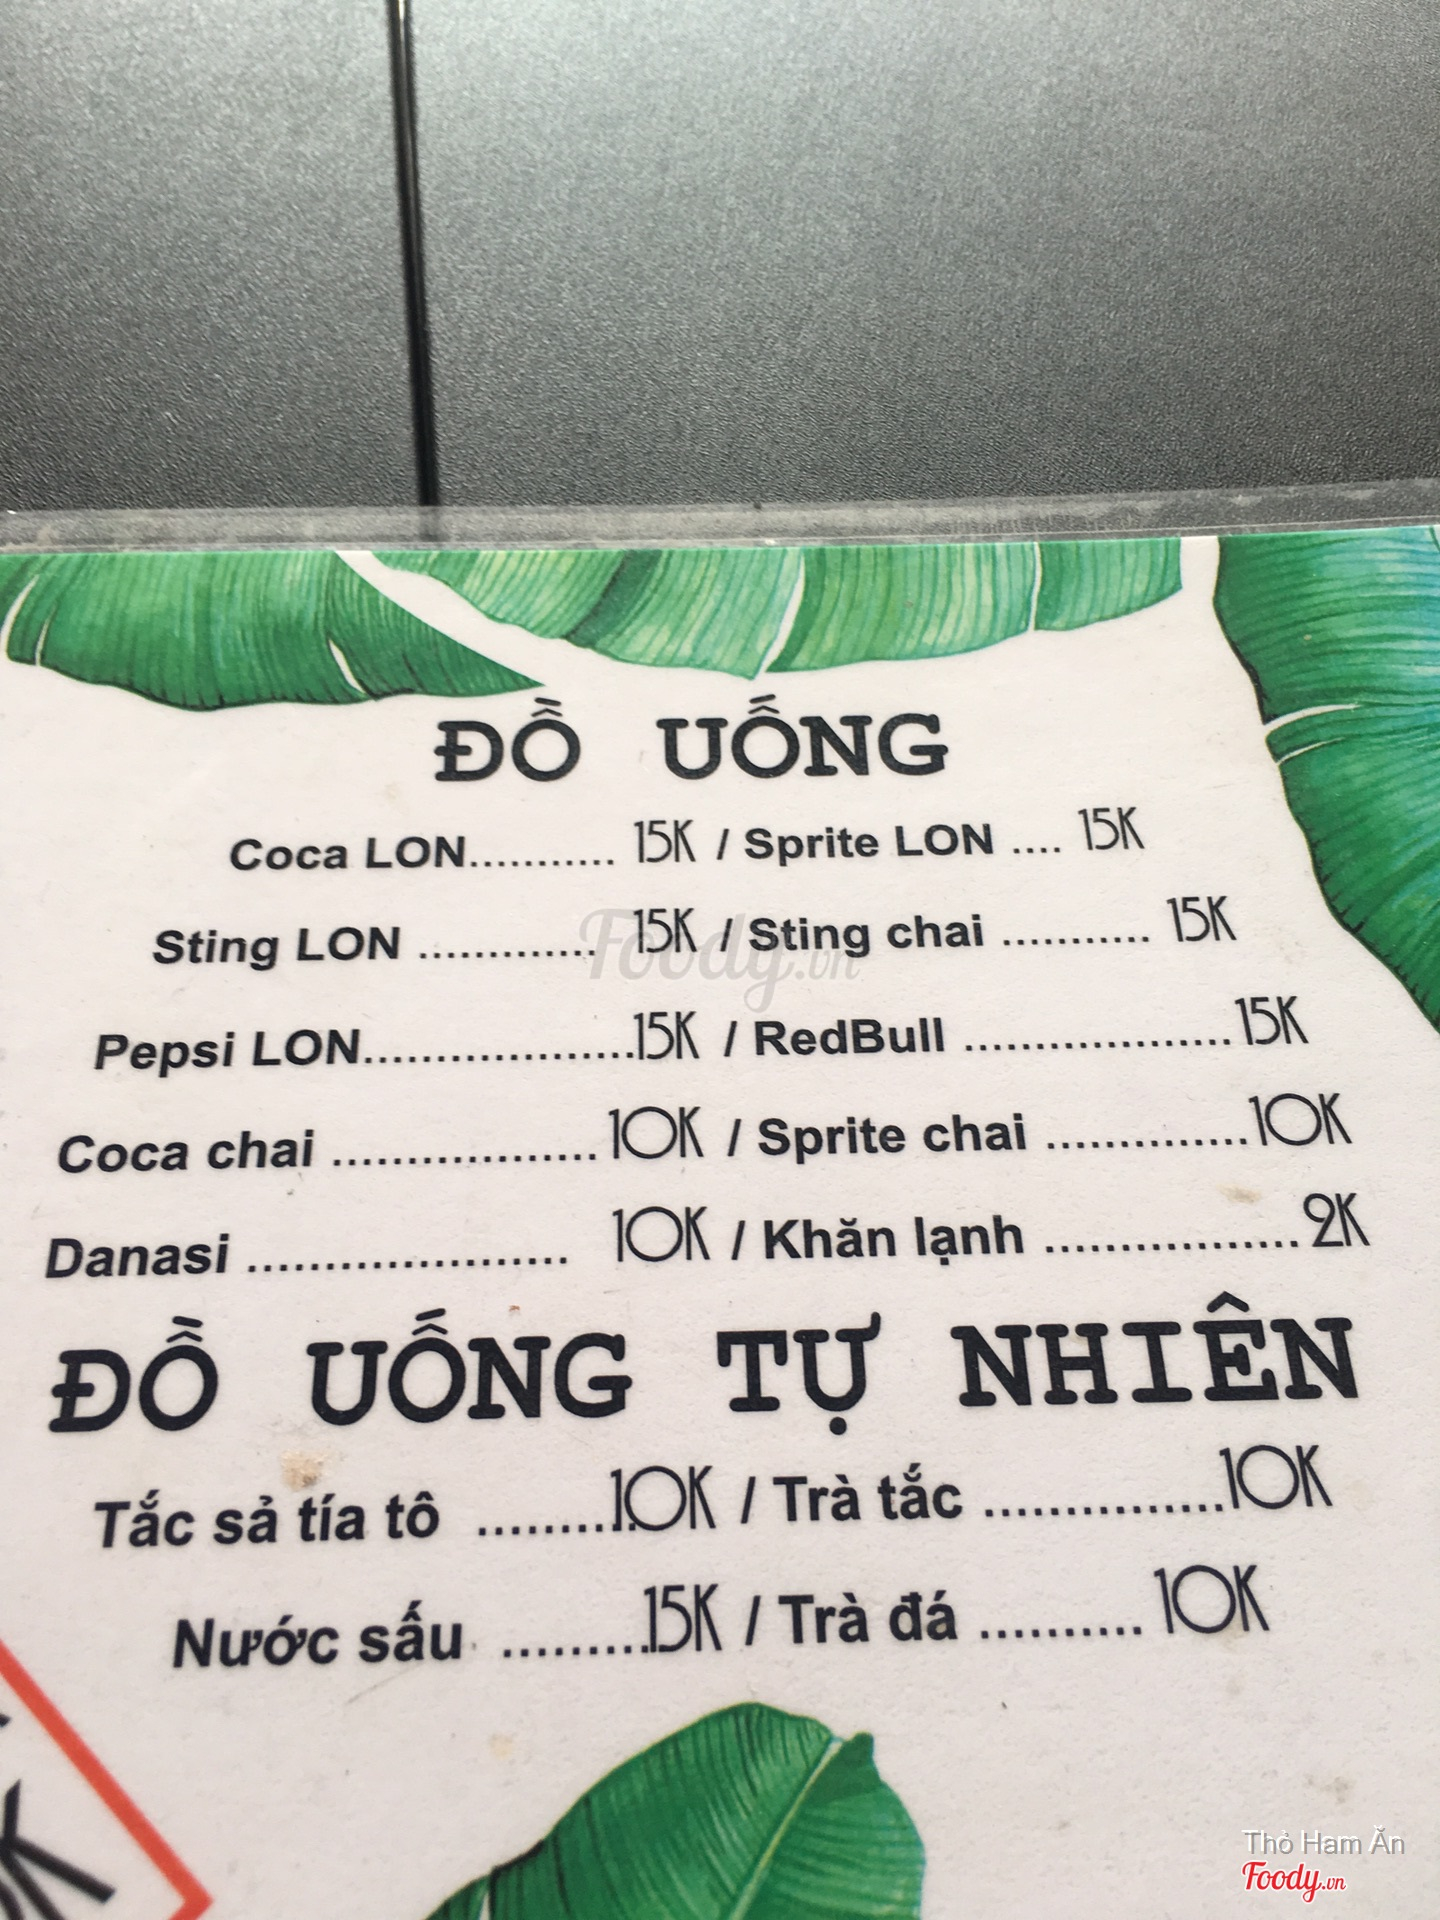 ĐỒ UỐNG
Coca LON........... 15K / Sprite LON .... 15K
Sting LON ............. 15K / Sting chai ........... 15K
Foody.vn
Pepsi LON...................15K / RedBull ...................15K
Coca chai ...................10K / Sprite chai ..............10K
Danasi ...................... 10K / Khăn lạnh ..................2K
ĐỒ UỐNG TỰ NHIÊN
Tắc sả tía tô ...........10K / Trà tắc .................10K
Nước sấu ...........15K / Trà đá ........... 10K
Thỏ Ham Ăn
Foody.vn